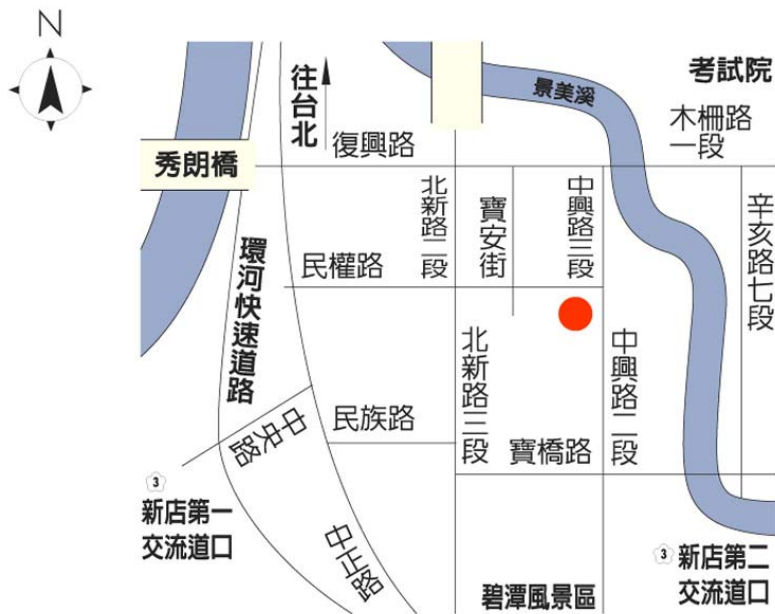 N
考試院
往台北
景美溪
木柵路
一段
復興路
秀朗橋
北新路二段
寶安街
中興路三段
辛亥路七段
環河快速道路
民權路
北新路三段
中興路二段
民族路
中央路
寶橋路
3
新店第一
交流道口
中正路
碧潭風景區
3
新店第二
交流道口